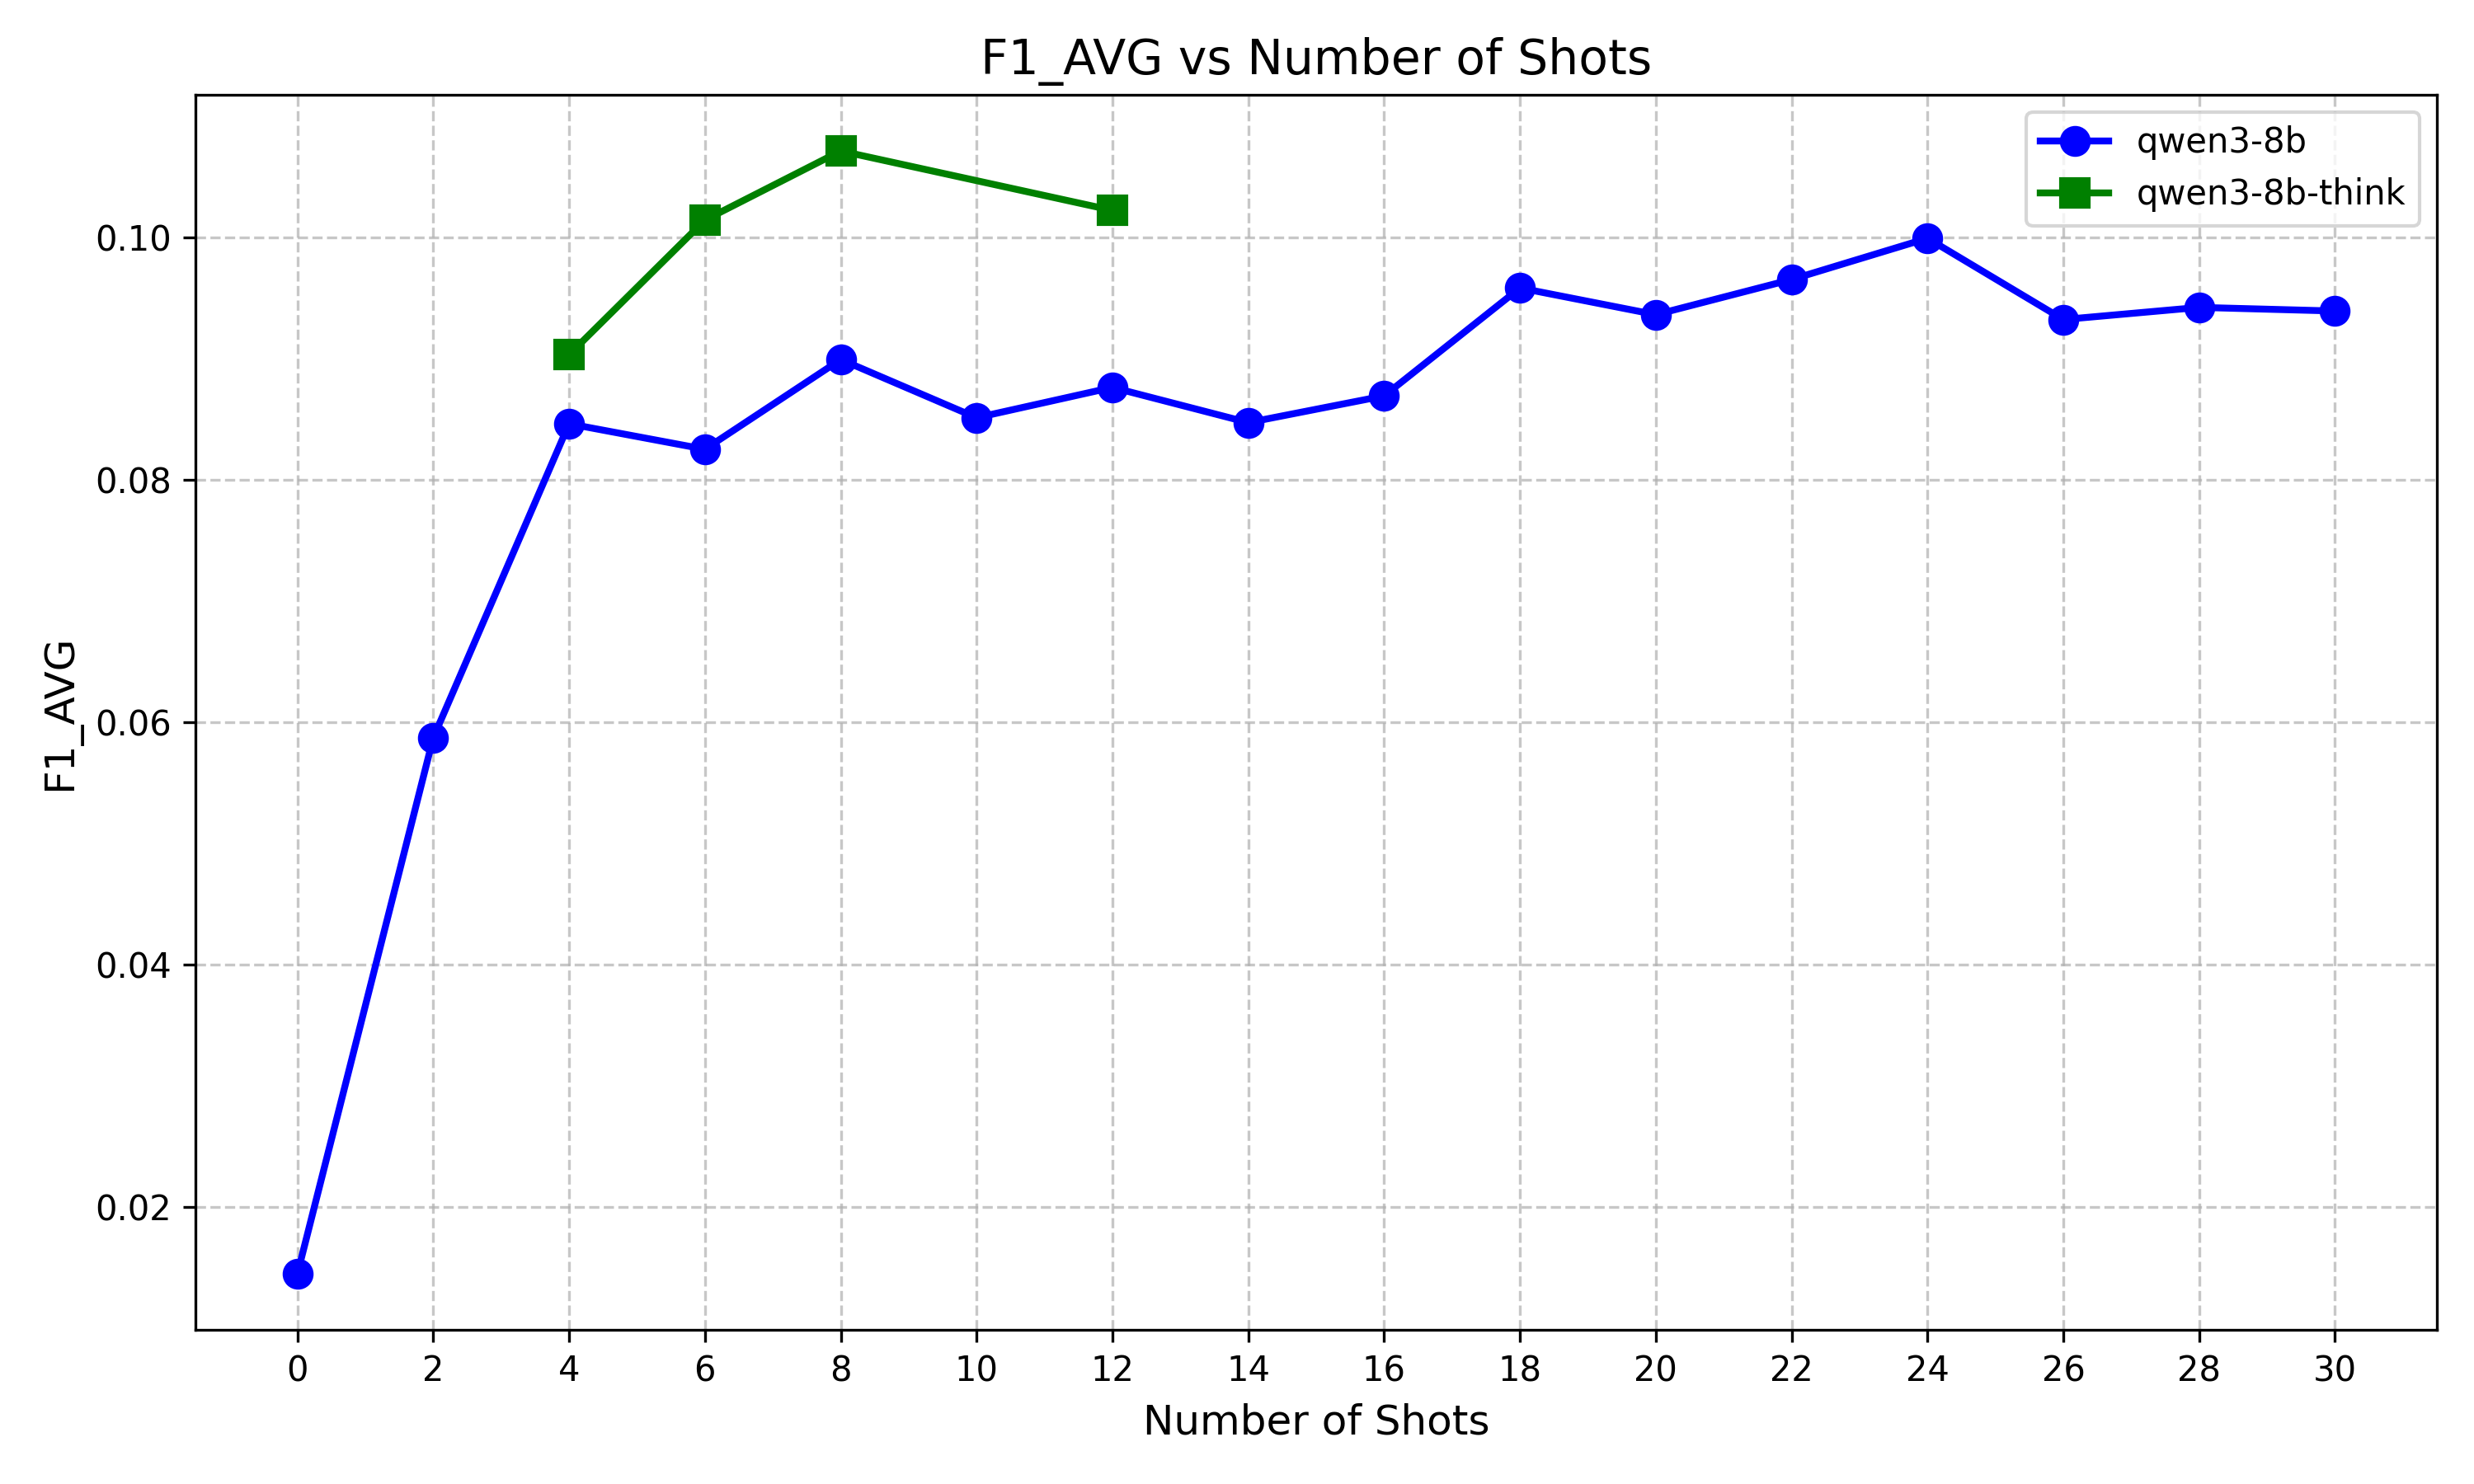 F1_AVG vs Number of Shots
qwen3-8b
qwen3-8b-think
F1_AVG
0.10
0.08
0.06
0.04
0.02
0 2 4 6 8 10 12 14 16 18 20 22 24 26 28 30
Number of Shots